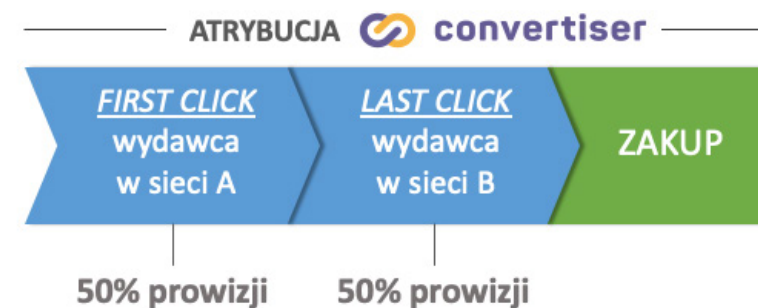 ATRYBUCJA convertiser
FIRST CLICK
wydawca
w sieci A
LAST CLICK
wydawca
w sieci B
ZAKUP
50% prowizji
50% prowizji